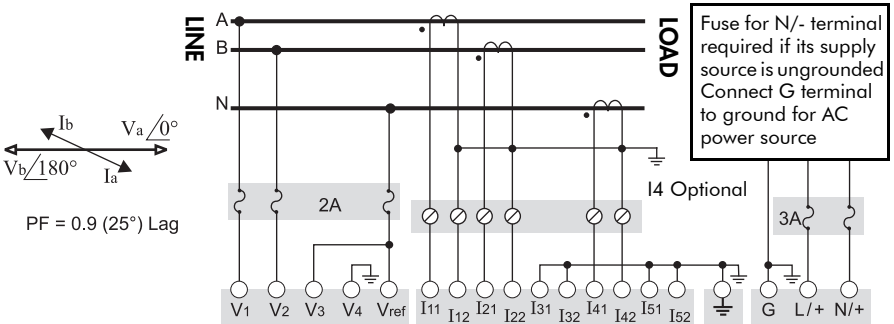 A
B
N
LINE
LOAD
Fuse for N/- terminal
required if its supply
source is ungrounded
Connect G terminal
to ground for AC
power source
Ib
Va/0°
Vb/180°
Ia
PF = 0.9 (25°) Lag
2A
I4 Optional
3A
V1 V2 V3 V4 Vref I11 I12 I21 I22 I31 I32 I41 I42 I51 I52 G L/+ N/+